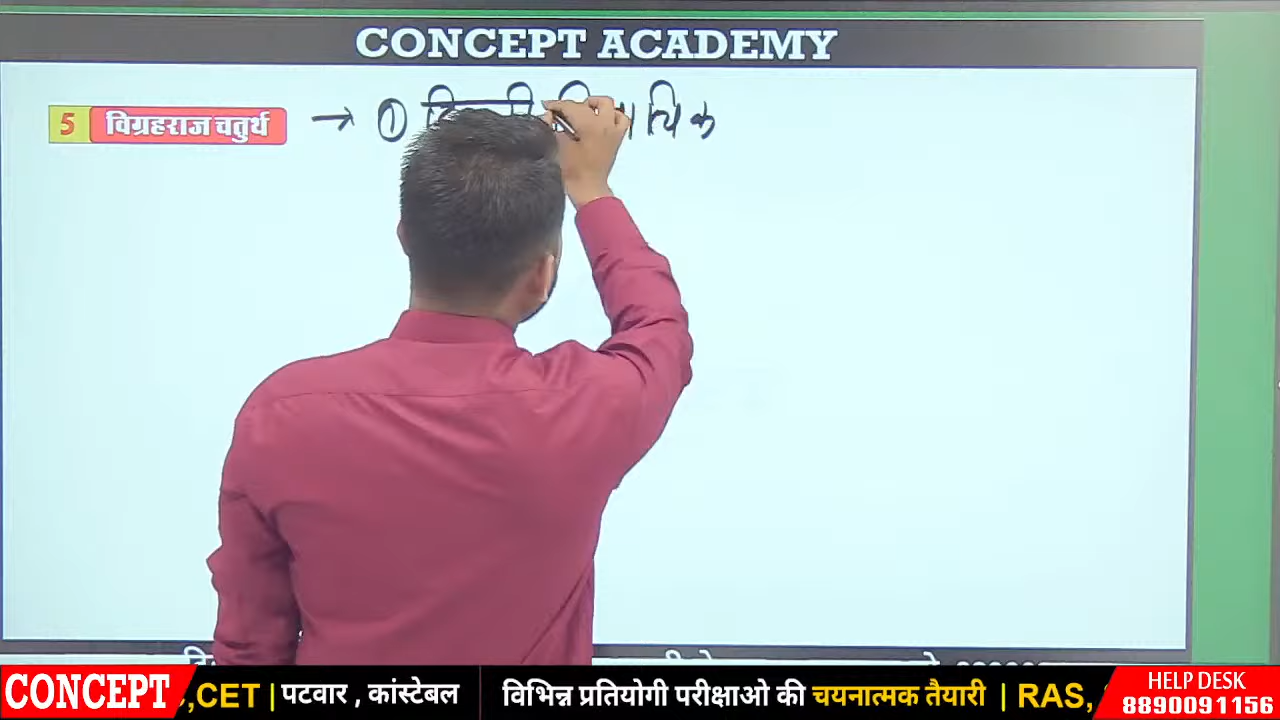 CONCEPT ACADEMY
5 विग्रहराज चतुर्थ → ①
CONCEPT ,CET | पटवार , कांस्टेबल विभिन्न प्रतियोगी परीक्षाओ की चयनात्मक तैयारी | RAS, HELP DESK
8890091156